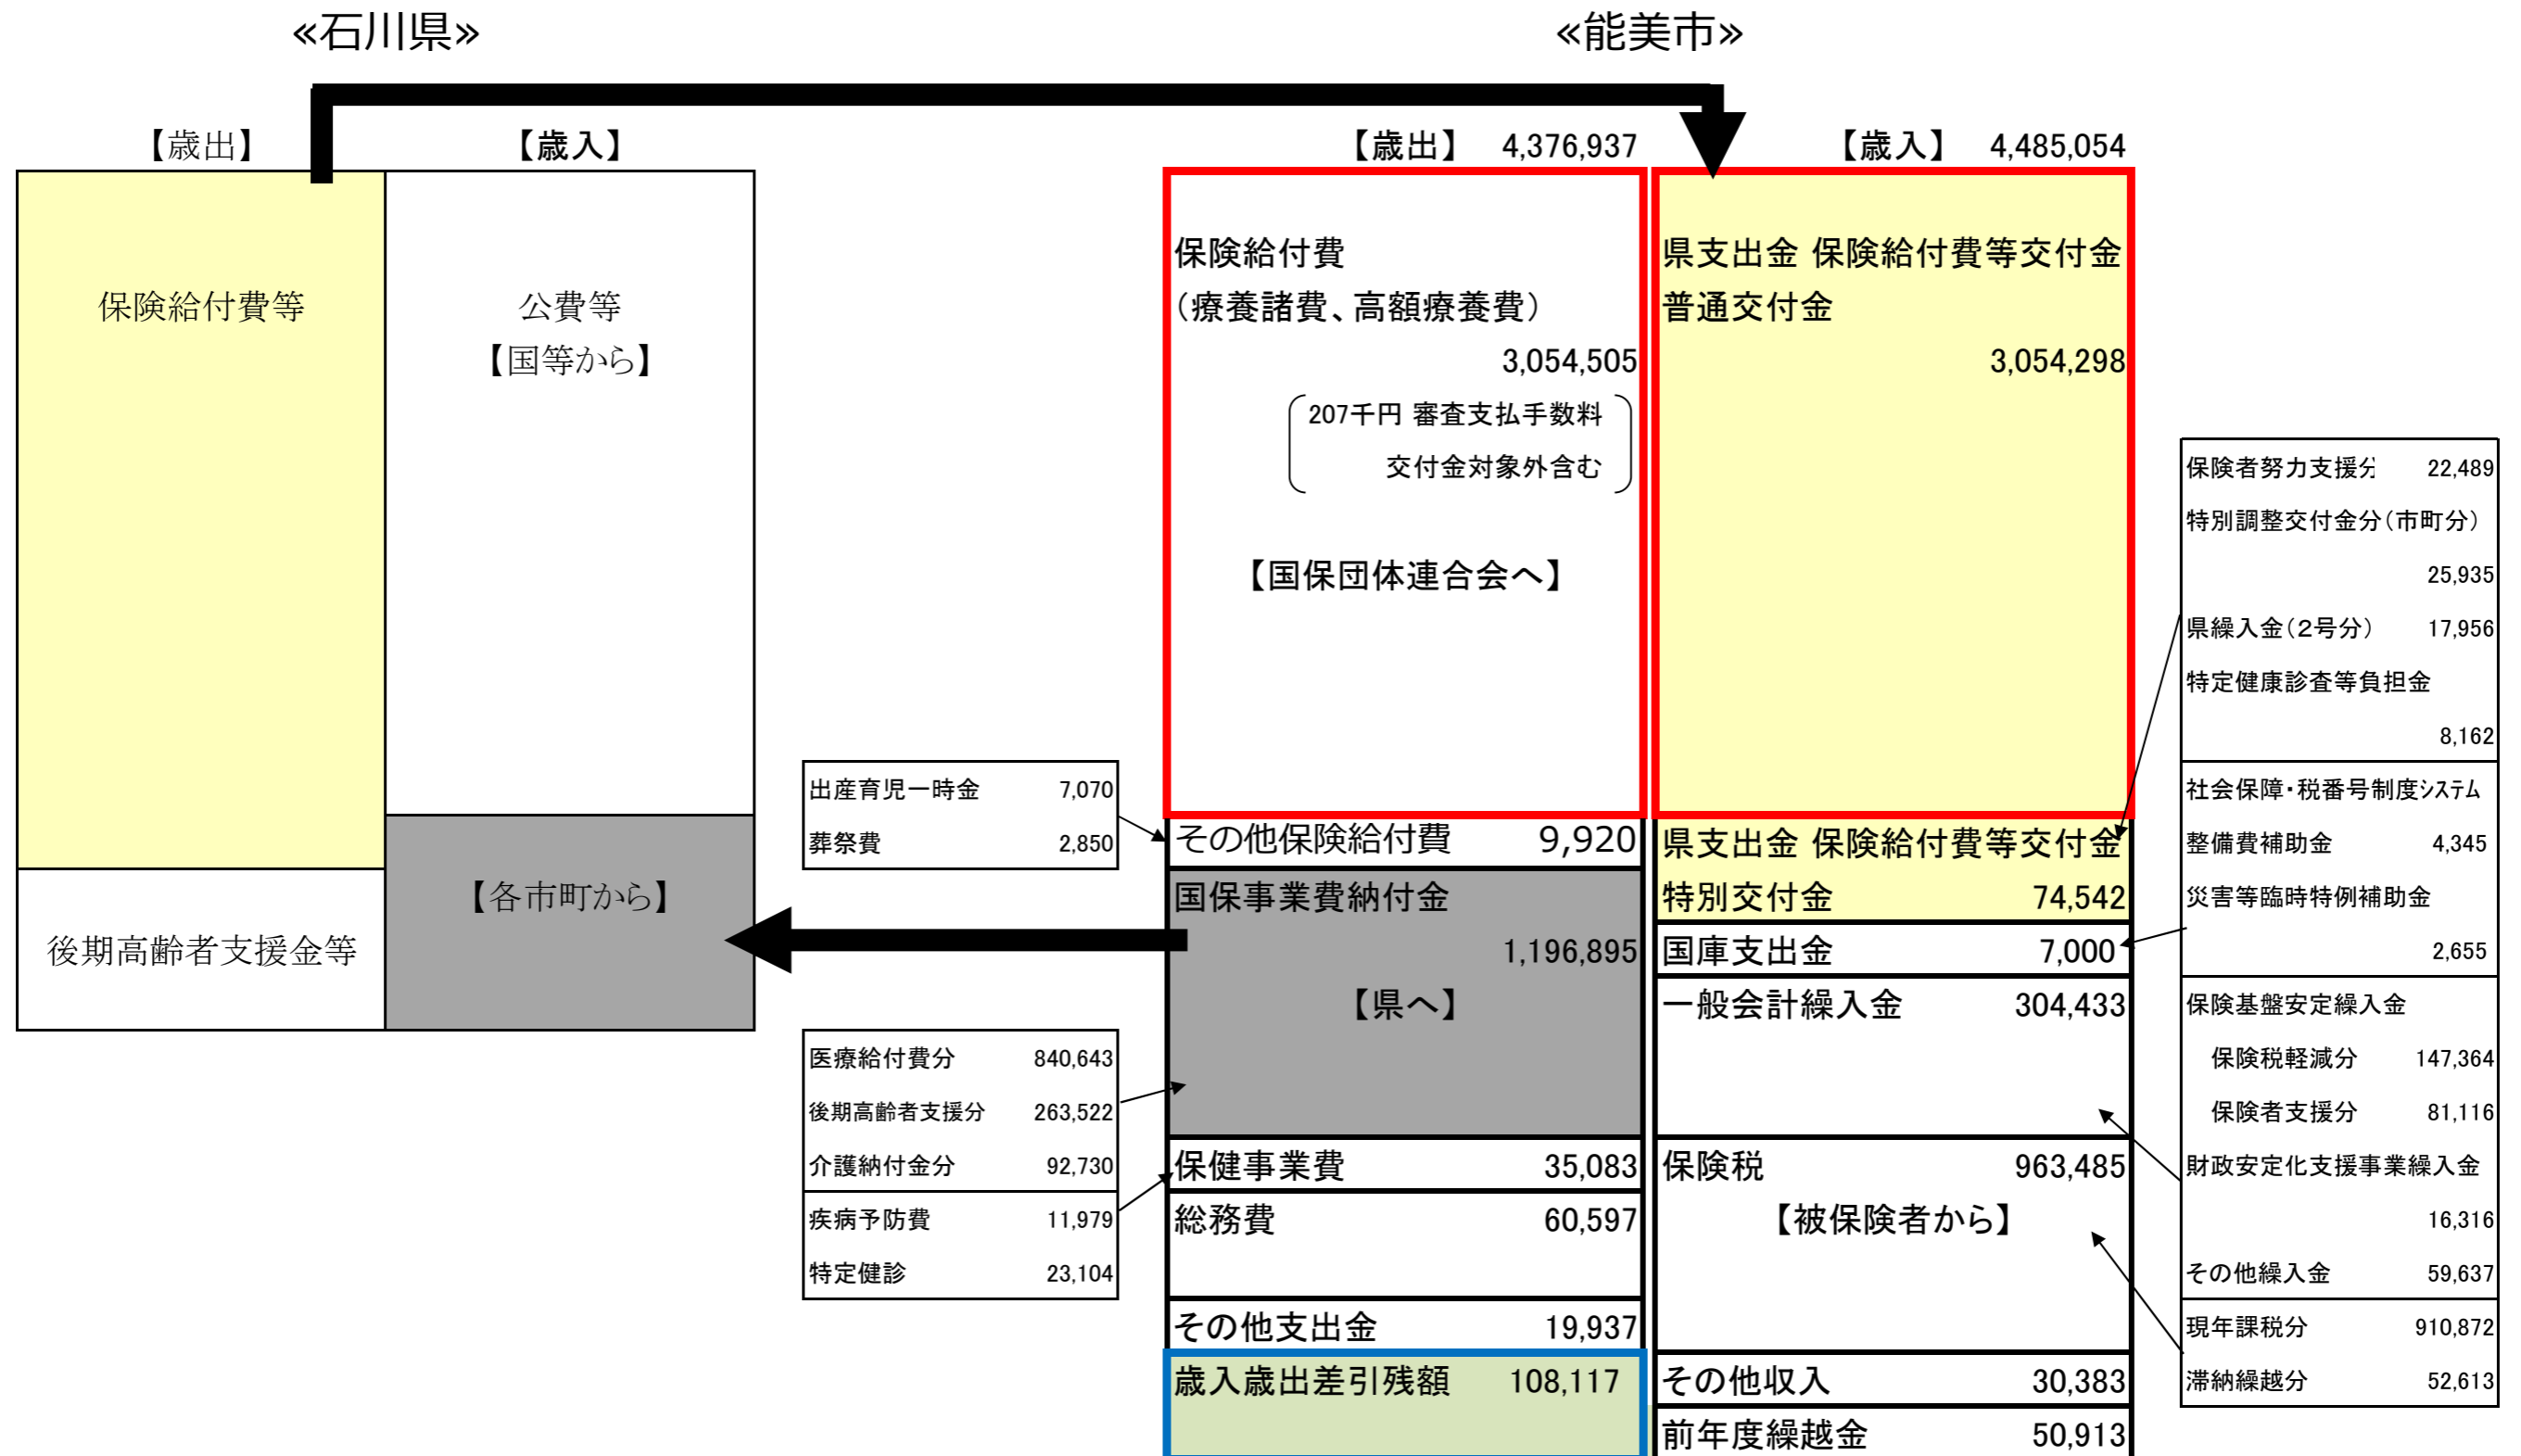 «石川県»
«能美市»
【歳出】
【歳入】
保険給付費等
公費等
【国等から】
【各市町から】
後期高齢者支援金等
出産育児一時金 7,070
葬祭費 2,850
医療給付費分 840,643
後期高齢者支援分 263,522
介護納付金分 92,730
疾病予防費 11,979
特定健診 23,104
【歳出】 4,376,937
保険給付費
（療養諸費、高額療養費）
3,054,505
207千円 審査支払手数料
交付金対象外含む
【国保団体連合会へ】
その他保険給付費 9,920
国保事業費納付金
1,196,895
【県へ】
保健事業費 35,083
総務費 60,597
その他支出金 19,937
歳入歳出差引残額 108,117
【歳入】 4,485,054
県支出金 保険給付費等交付金
普通交付金
3,054,298
県支出金 保険給付費等交付金
特別交付金 74,542
国庫支出金 7,000
一般会計繰入金 304,433
保険税 963,485
【被保険者から】
その他収入 30,383
前年度繰越金 50,913
保険者努力支援分 22,489
特別調整交付金分（市町分）
25,935
県繰入金（2号分） 17,956
特定健康診査等負担金
8,162
社会保障・税番号制度ｼｽﾃﾑ
整備費補助金 4,345
災害等臨時特例補助金
2,655
保険基盤安定繰入金
保険税軽減分 147,364
保険者支援分 81,116
財政安定化支援事業繰入金
16,316
その他繰入金 59,637
現年課税分 910,872
滞納繰越分 52,613